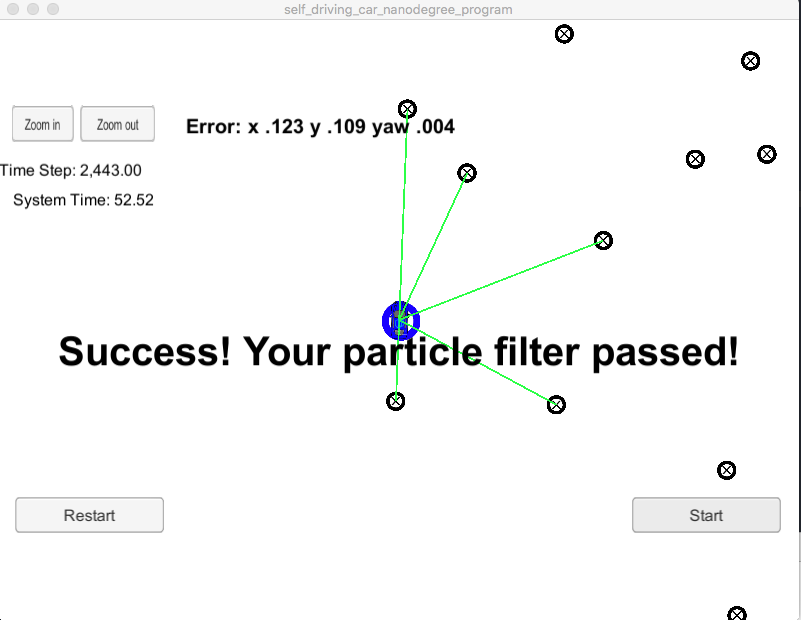 self_driving_car_nanodegree_program
Zoom in
Zoom out
Error: x .123 y .109 yaw .004
Time Step: 2,443.00
System Time: 52.52
Success! Your particle filter passed!
Restart
Start